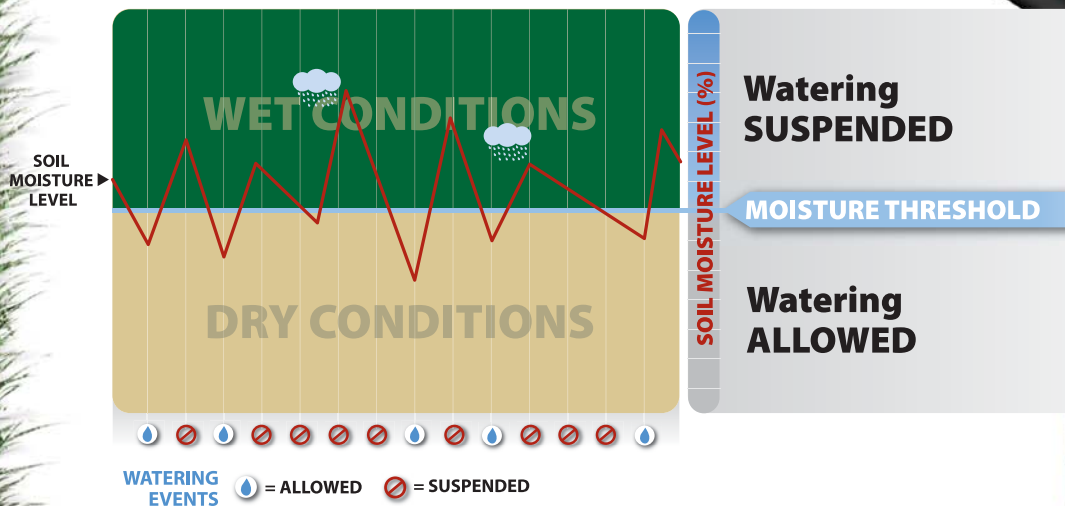 WET CONDITIONS
SOIL
MOISTURE
LEVEL
DRY CONDITIONS
SOIL MOISTURE LEVEL (%)
Watering
SUSPENDED
MOISTURE THRESHOLD
Watering
ALLOWED
WATERING
EVENTS
= ALLOWED
= SUSPENDED